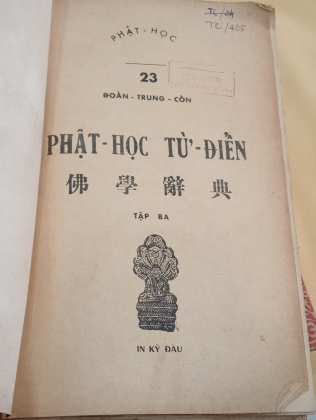 TC/405
PHẬT-HỌC
23
ĐOÀN-TRUNG-CÒN
PHẬT-HỌC TỪ-ĐIỂN
佛學辭典
TẬP BA
IN KỲ ĐẦU